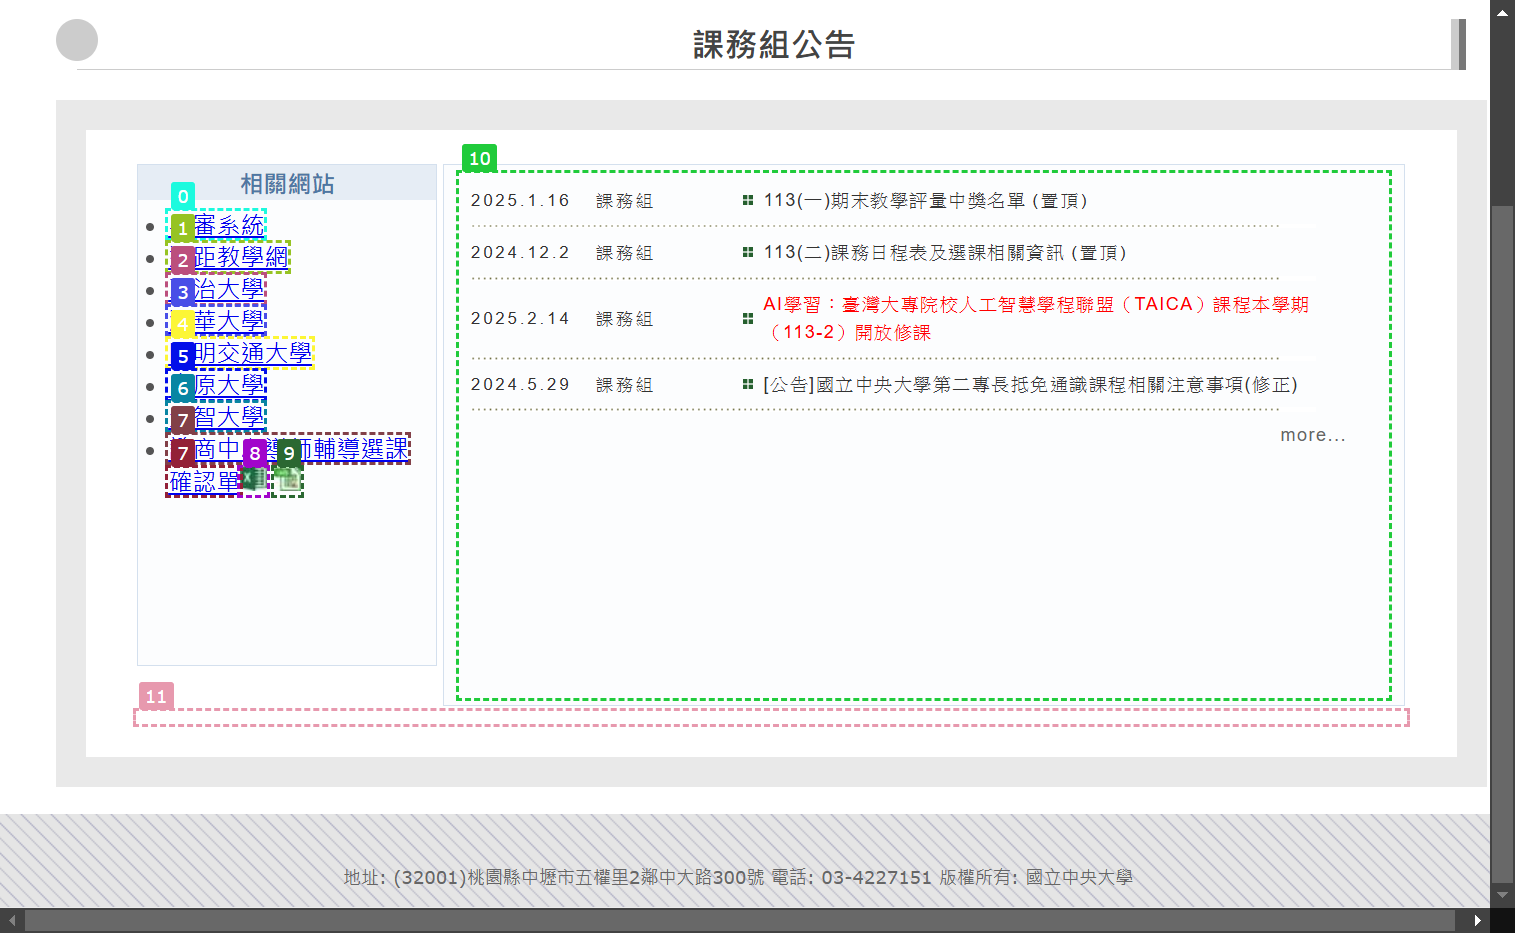 課務組公告
相關網站
0
審系統
1
距教學網
2
治大學
3
華大學
4
明交通大學
5
原大學
6
智大學
7
商中
師輔導選課
7
8
9
確認單
10
2025.1.16 課務組 113(一)期末教學評量中獎名單 (置頂)
2024.12.2 課務組 113(二)課務日程表及選課相關資訊 (置頂)
2025.2.14 課務組 AI學習：臺灣大專院校人工智慧學程聯盟（TAICA）課程本學期
（113-2）開放修課
2024.5.29 課務組 [公告]國立中央大學第二專長抵免通識課程相關注意事項(修正)
more...
11
地址: (32001)桃園縣中壢市五權里2鄰中大路300號 電話: 03-4227151 版權所有: 國立中央大學